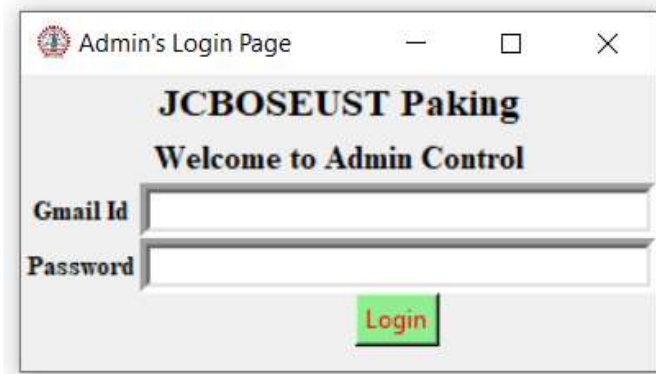 Admin's Login Page
JCBOSEUST Paking
Welcome to Admin Control
Gmail Id
Password
Login